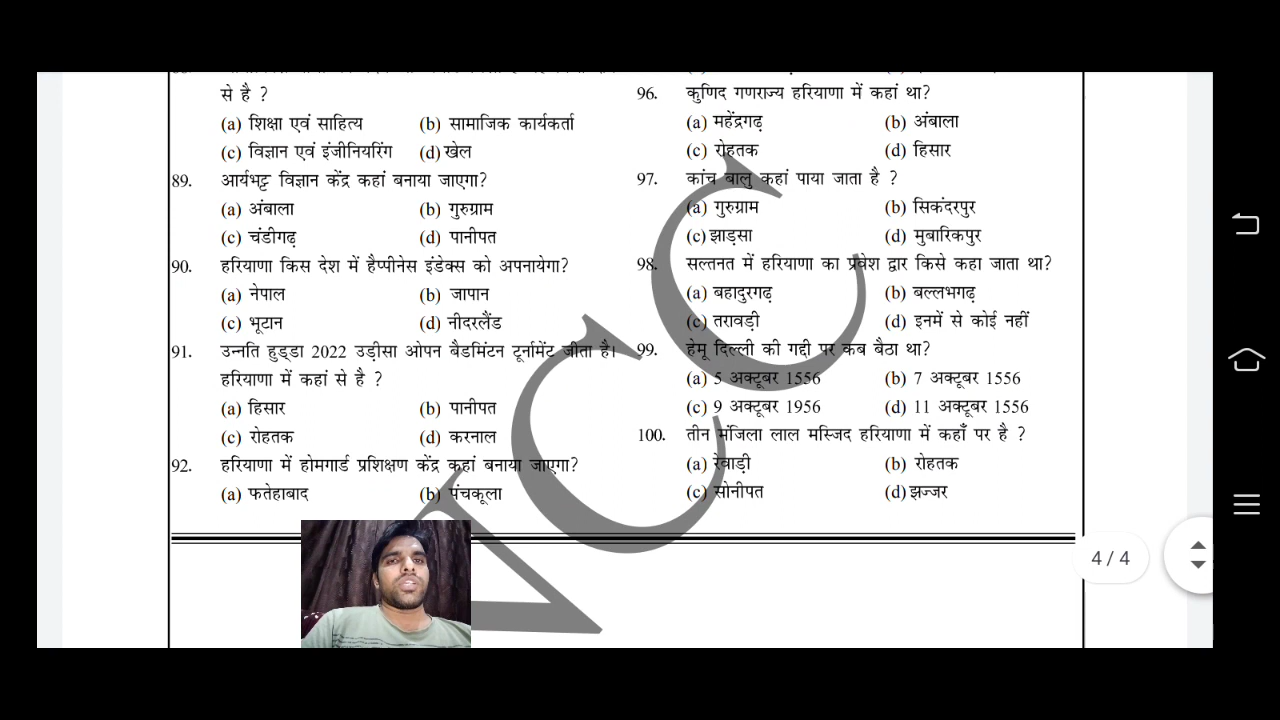 से है ?
(a) शिक्षा एवं साहित्य (b) सामाजिक कार्यकर्ता
(c) विज्ञान एवं इंजीनियरिंग (d) खेल
89. आर्यभट्ट विज्ञान केंद्र कहां बनाया जाएगा?
(a) अंबाला (b) गुरुग्राम
(c) चंडीगढ़ (d) पानीपत
90. हरियाणा किस देश में हैप्पीनेस इंडेक्स को अपनायेगा?
(a) नेपाल (b) जापान
(c) भूटान (d) नीदरलैंड
91. उन्नति हुड्डा 2022 उड़ीसा ओपन बैडमिंटन टूर्नामेंट जीता है।
हरियाणा में कहां से है ?
(a) हिसार (b) पानीपत
(c) रोहतक (d) करनाल
92. हरियाणा में होमगार्ड प्रशिक्षण केंद्र कहां बनाया जाएगा?
(a) फतेहाबाद (b) पंचकूला
96. कुणिद गणराज्य हरियाणा में कहां था?
(a) महेंद्रगढ़ (b) अंबाला
(c) रोहतक (d) हिसार
97. कांच बालु कहां पाया जाता है ?
(a) गुरुग्राम (b) सिकंदरपुर
(c) झाड़सा (d) मुबारिकपुर
98. सल्तनत में हरियाणा का प्रवेश द्वार किसे कहा जाता था?
(a) बहादुरगढ़ (b) बल्लभगढ़
(c) तरावड़ी (d) इनमें से कोई नहीं
99. हेमू दिल्ली की गद्दी पर कब बैठा था?
(a) 5 अक्टूबर 1556 (b) 7 अक्टूबर 1556
(c) 9 अक्टूबर 1956 (d) 11 अक्टूबर 1556
100. तीन मंजिला लाल मस्जिद हरियाणा में कहाँ पर है ?
(a) रेवाड़ी (b) रोहतक
(c) सोनीपत (d) झज्जर
VCC
4 / 4